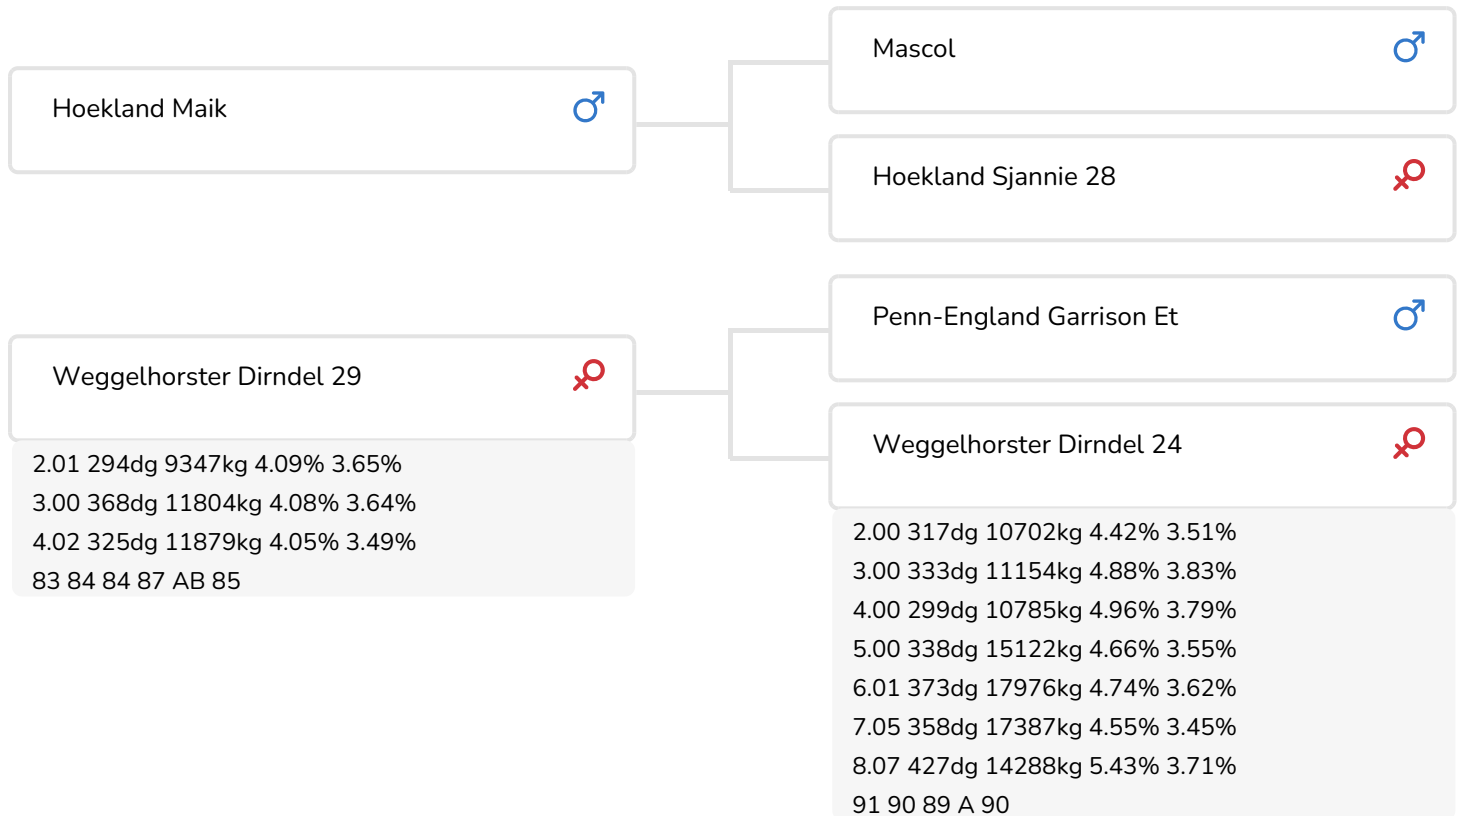 Hoekland Maik
Mascol
Hoekland Sjannie 28
Weggelhorster Dirndel 29
2.01 294dg 9347kg 4.09% 3.65%
3.00 368dg 11804kg 4.08% 3.64%
4.02 325dg 11879kg 4.05% 3.49%
83 84 84 87 AB 85
Penn-England Garrison Et
Weggelhorster Dirndel 24
2.00 317dg 10702kg 4.42% 3.51%
3.00 333dg 11154kg 4.88% 3.83%
4.00 299dg 10785kg 4.96% 3.79%
5.00 338dg 15122kg 4.66% 3.55%
6.01 373dg 17976kg 4.74% 3.62%
7.05 358dg 17387kg 4.55% 3.45%
8.07 427dg 14288kg 5.43% 3.71%
91 90 89 A 90